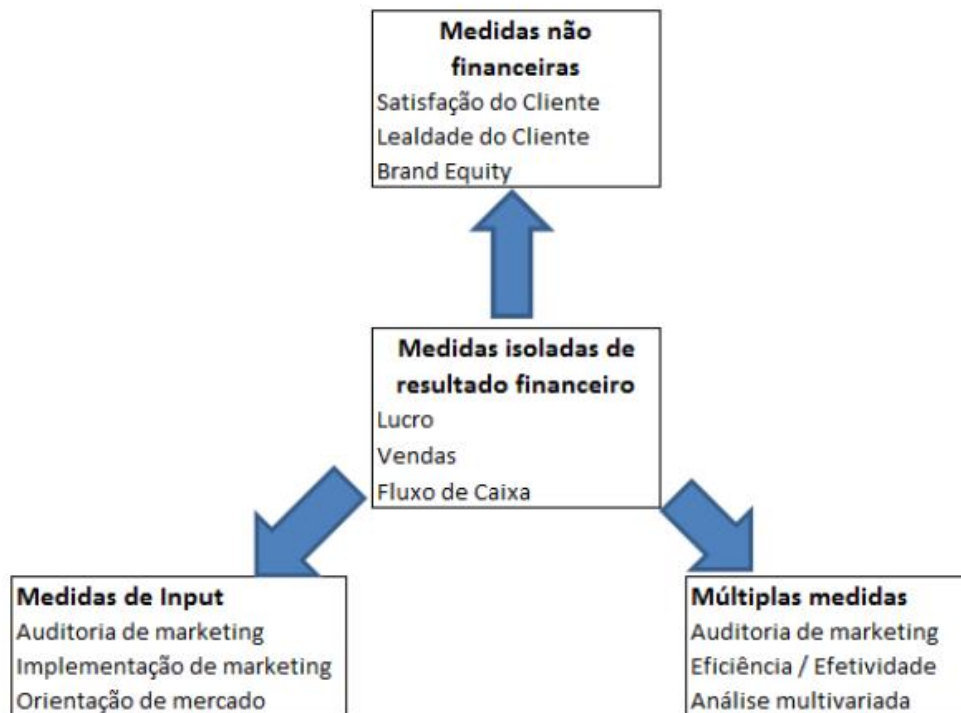 Medidas não
financeiras
Satisfação do Cliente
Lealdade do Cliente
Brand Equity
Medidas isoladas de
resultado financeiro
Lucro
Vendas
Fluxo de Caixa
Medidas de Input
Auditoria de marketing
Implementação de marketing
Orientação de mercado
Múltiplas medidas
Auditoria de marketing
Eficiência / Efetividade
Análise multivariada